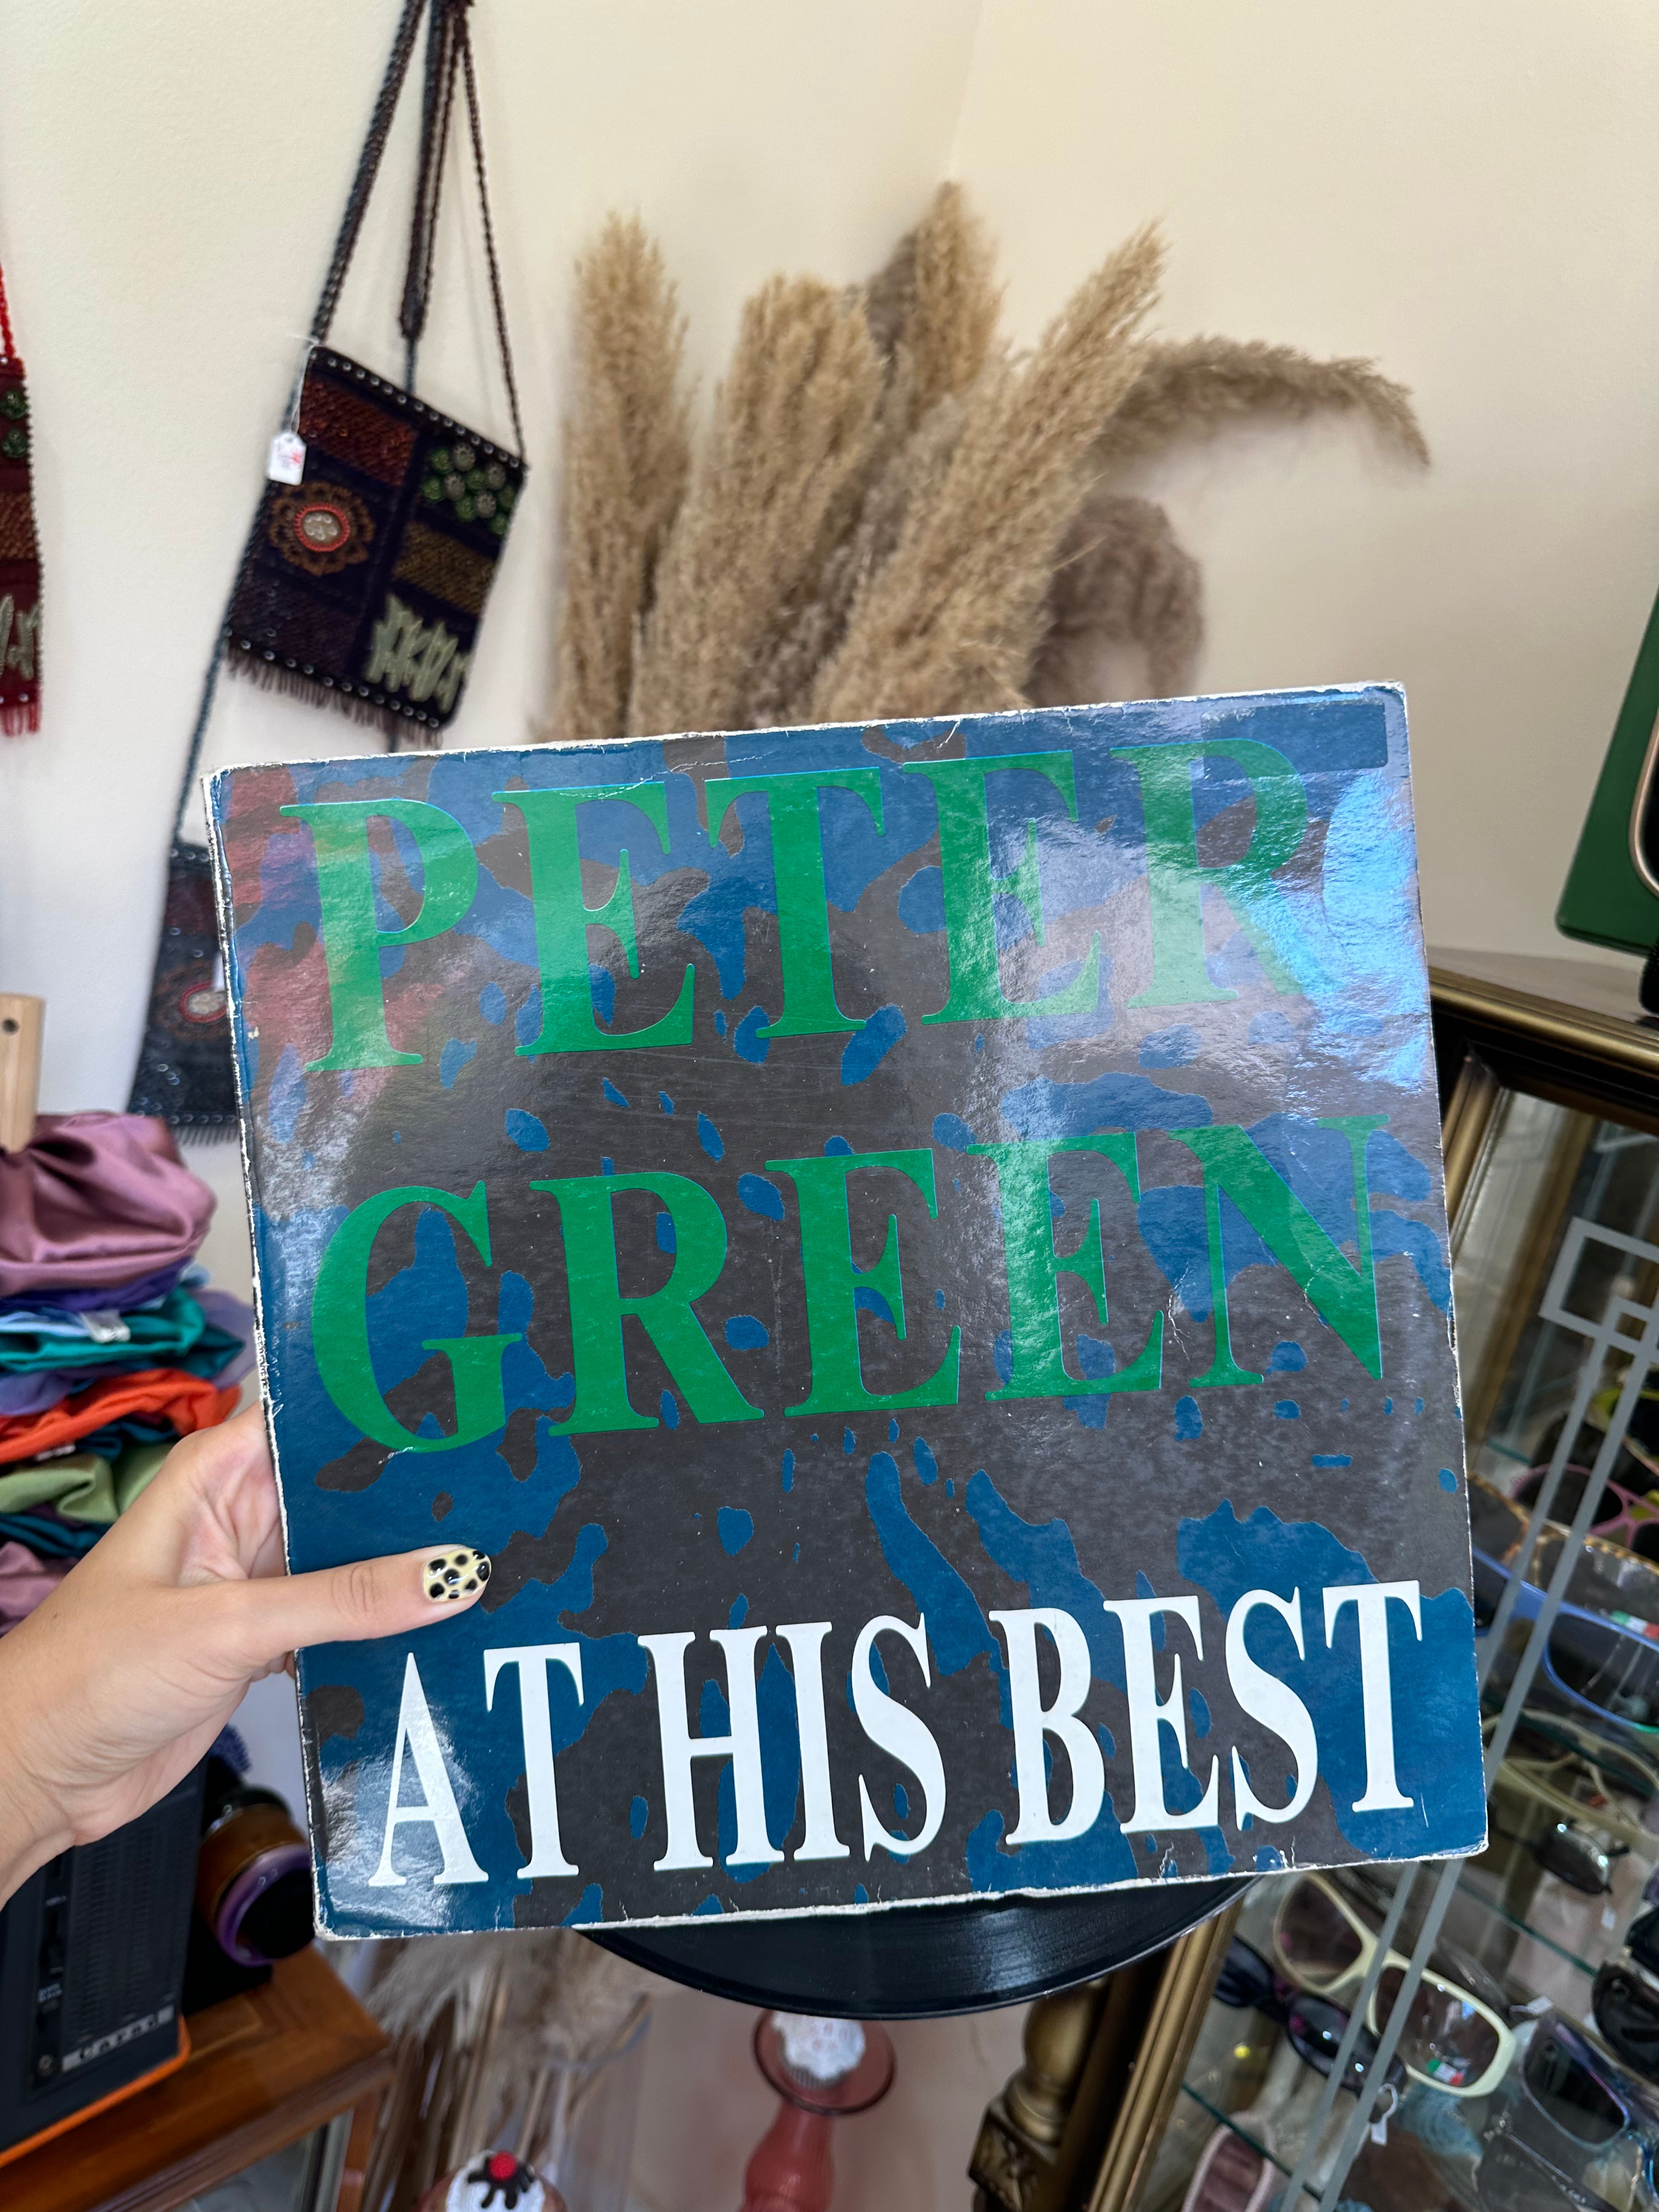 PETER
GREEN
AT HIS BEST